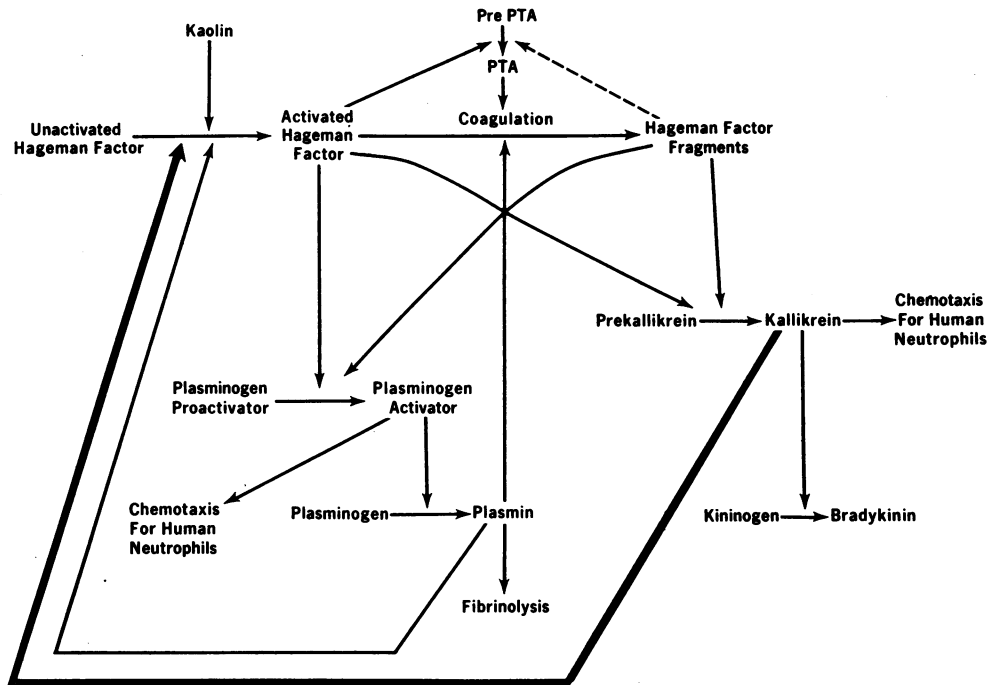 Pre PTA
Kaolin
PTA
Coagulation
Unactivated
Hageman Factor
Activated
Hageman
Factor
Hageman Factor
Fragments
Prekallikrein
Kallikrein
Chemotaxis
For Human
Neutrophils
Plasminogen
Proactivator
Plasminogen
Activator
Chemotaxis
For Human
Neutrophils
Plasminogen
Plasmin
Kininogen
Bradykinin
Fibrinolysis